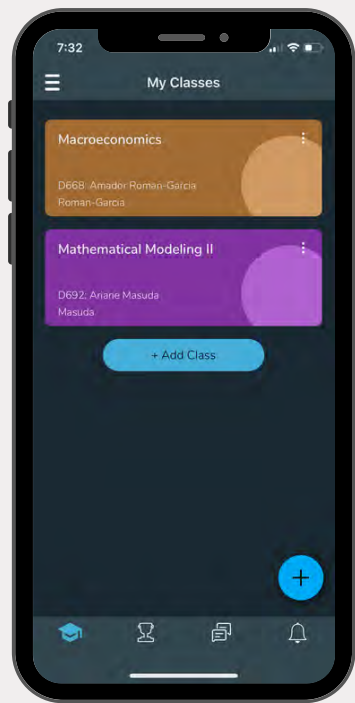 7:32
My Classes
Macroeconomics
D668: Amador Roman-Garcia
Roman-Garcia
Mathematical Modeling II
D692: Ariane Masuda
Masuda
+ Add Class